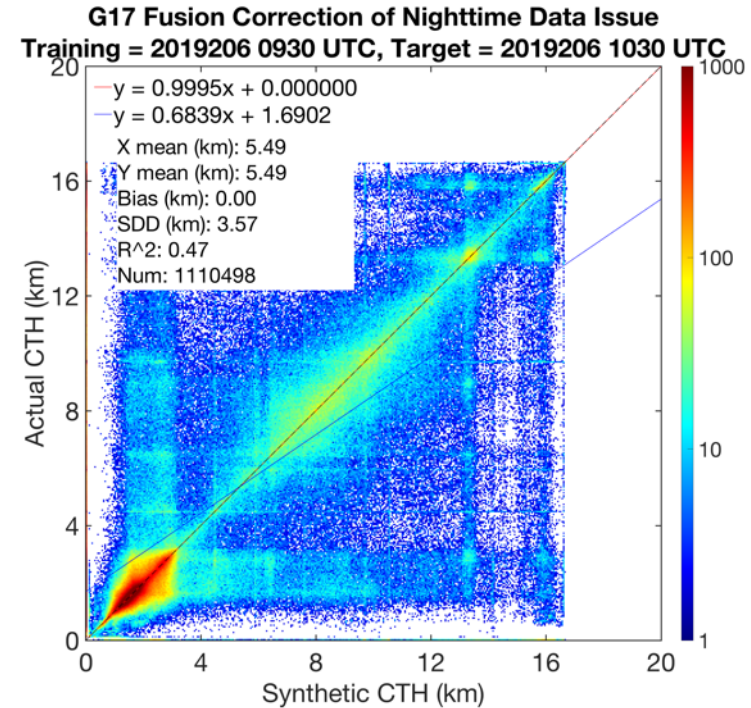 G17 Fusion Correction of Nighttime Data Issue
Training = 2019206 0930 UTC, Target = 2019206 1030 UTC
y = 0.9995x + 0.000000
y = 0.6839x + 1.6902
X mean (km): 5.49
Y mean (km): 5.49
Bias (km): 0.00
SDD (km): 3.57
R^2: 0.47
Num: 1110498
Actual CTH (km)
20
16
12
8
4
0
0 4 8 12 16 20
Synthetic CTH (km)
1000
100
10
1